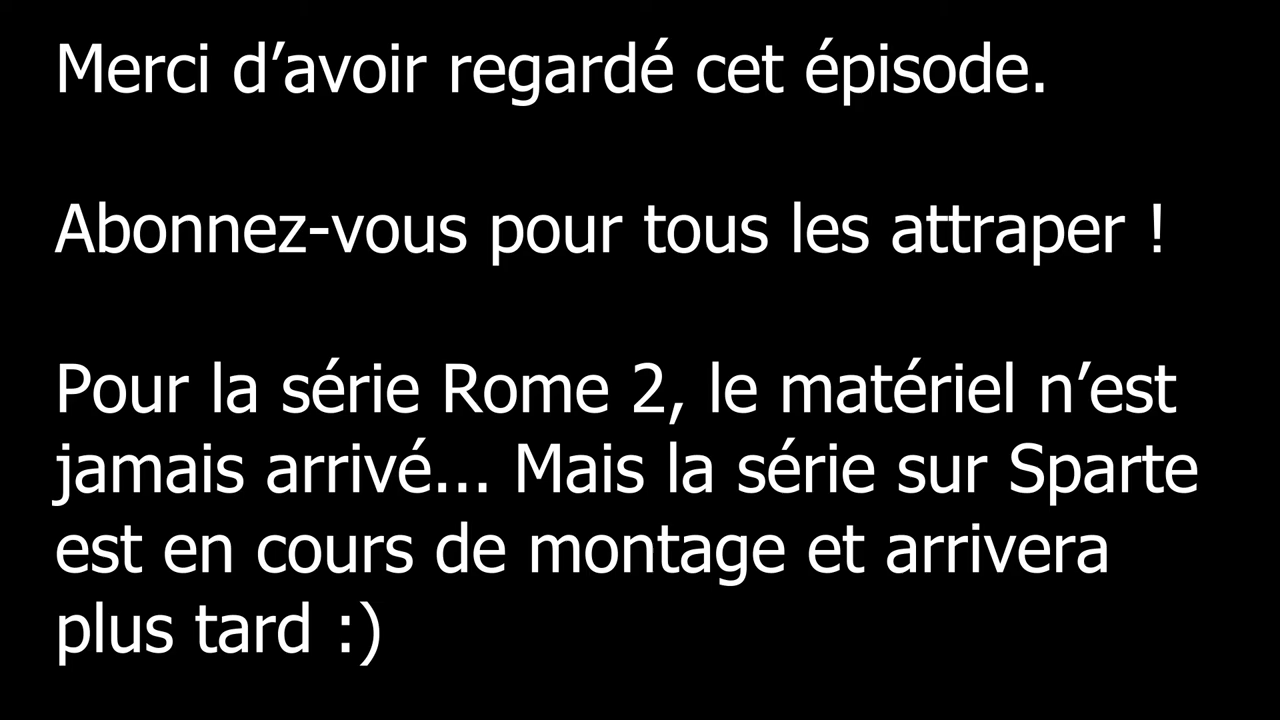 Merci d’avoir regardé cet épisode.
Abonnez-vous pour tous les attraper !
Pour la série Rome 2, le matériel n’est
jamais arrivé... Mais la série sur Sparte
est en cours de montage et arrivera
plus tard :)